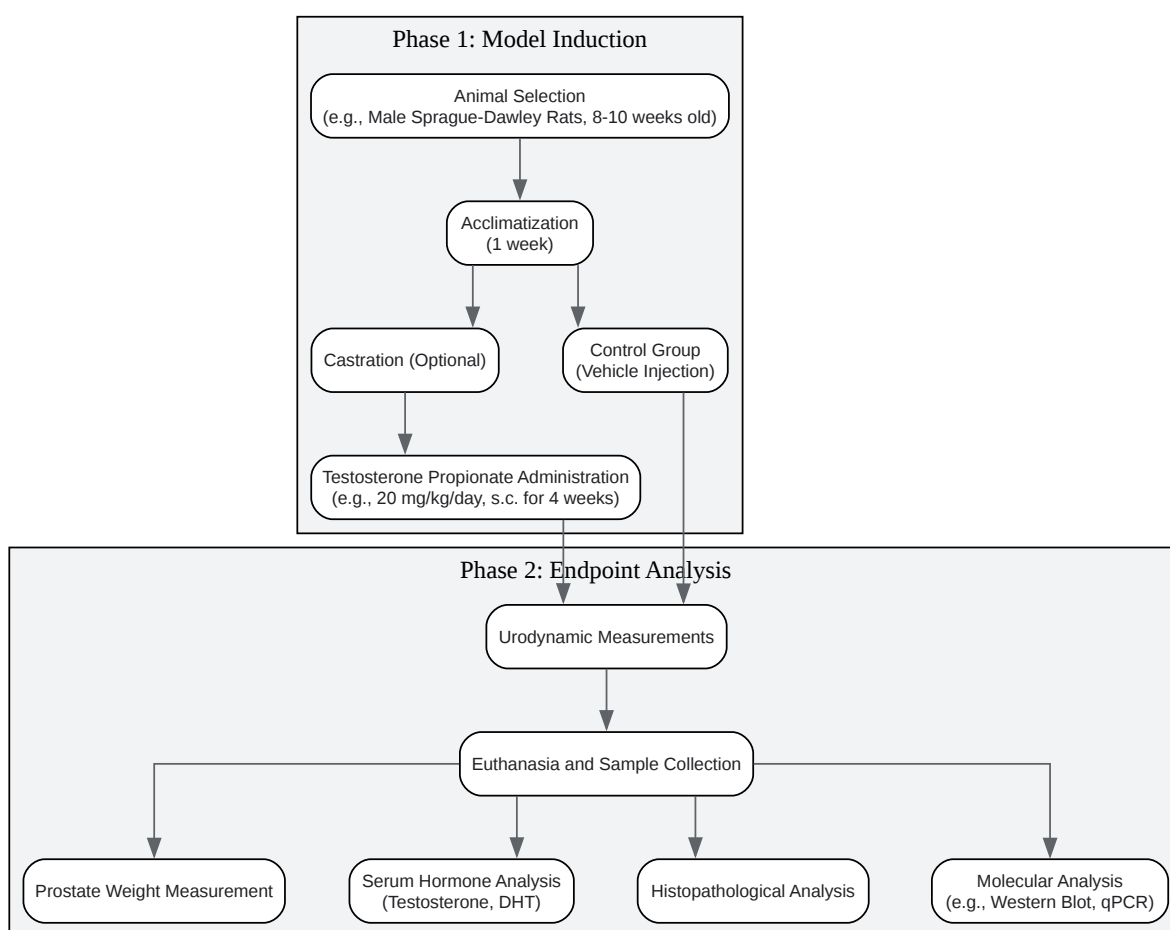 Phase 1: Model Induction
Animal Selection
(e.g., Male Sprague-Dawley Rats, 8-10 weeks old)
Acclimatization
(1 week)
Castration (Optional)
Control Group
(Vehicle Injection)
Testosterone Propionate Administration
(e.g., 20 mg/kg/day, s.c. for 4 weeks)
Phase 2: Endpoint Analysis
Urodynamic Measurements
Euthanasia and Sample Collection
Prostate Weight Measurement
Serum Hormone Analysis
(Testosterone, DHT)
Histopathological Analysis
Molecular Analysis
(e.g., Western Blot, qPCR)